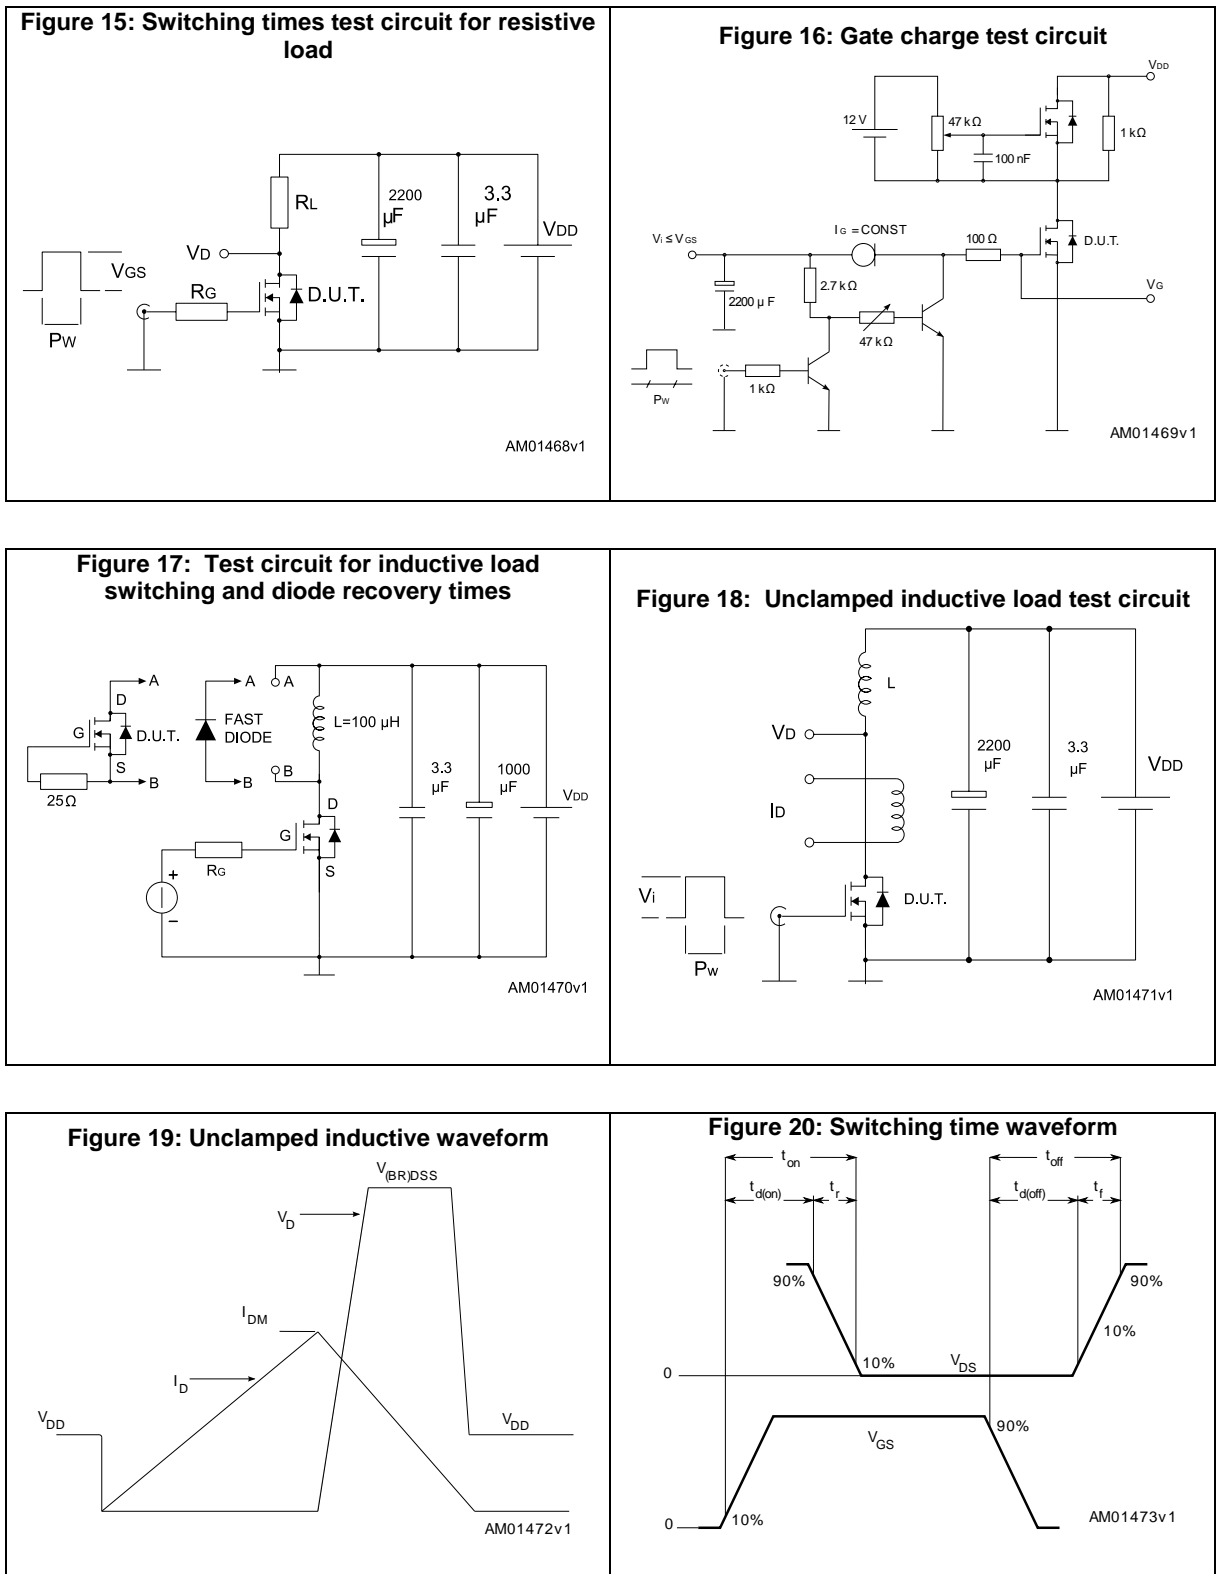 Figure 15: Switching times test circuit for resistive
load
RL
2200
µF
3.3
µF
VDD
VD
VGS
RG
D.U.T.
PW
AM01468v1
Figure 16: Gate charge test circuit
VDD
12 V
47 kΩ
1 kΩ
100 nF
Vi ≤ VGS
IG = CONST
100 Ω
D.U.T.
2.7 kΩ
VG
2200 µF
47 kΩ
1 kΩ
PW
AM01469v1
Figure 17: Test circuit for inductive load
switching and diode recovery times
A
A
A
D
G
D.U.T.
FAST
DIODE
L=100 µH
S
B
B
B
25Ω
3.3
µF
1000
µF
VDD
D
G
RG
S
+
–
AM01470v1
Figure 18: Unclamped inductive load test circuit
L
VD
2200
µF
3.3
µF
VDD
ID
Vi
D.U.T.
PW
AM01471v1
Figure 19: Unclamped inductive waveform
V(BR)DSS
VD
IDM
ID
VDD
VDD
AM01472v1
Figure 20: Switching time waveform
ton
toff
td(on)
tr
td(off)
tf
90%
90%
10%
10%
VDS
0
VGS
90%
0
10%
AM01473v1